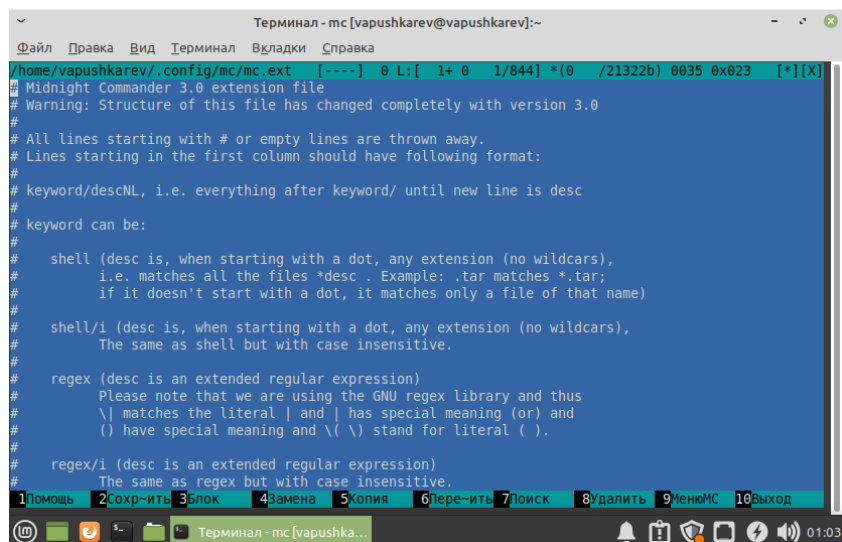 Терминал - mc [vapushkarev@vapushkarev]:~
Файл Правка Вид Терминал Вкладки Справка
/home/vapushkarev/.config/mc/mc.ext [----] 0 L:[ 1+ 0 1/844] *(0 /21322b) 0035 0x023 [*][X]
# Midnight Commander 3.0 extension file
# Warning: Structure of this file has changed completely with version 3.0
#
# All lines starting with # or empty lines are thrown away.
# Lines starting in the first column should have following format:
#
# keyword/descNL, i.e. everything after keyword/ until new line is desc
#
# keyword can be:
#
# shell (desc is, when starting with a dot, any extension (no wildcars),
# i.e. matches all the files *desc . Example: .tar matches *.tar;
# if it doesn't start with a dot, it matches only a file of that name)
#
# shell/i (desc is, when starting with a dot, any extension (no wildcars),
# The same as shell but with case insensitive.
#
# regex (desc is an extended regular expression)
# Please note that we are using the GNU regex library and thus
# \| matches the literal | and | has special meaning (or) and
# () have special meaning and \( \) stand for literal ( ).
#
# regex/i (desc is an extended regular expression)
# The same as regex but with case insensitive.
1Помощь 2Сохр~ить 3Блок 4Замена 5Копия 6Пере~ить 7Поиск 8Удалить 9МенюMC 10Выход
Терминал - mc [vapushka... 01:03